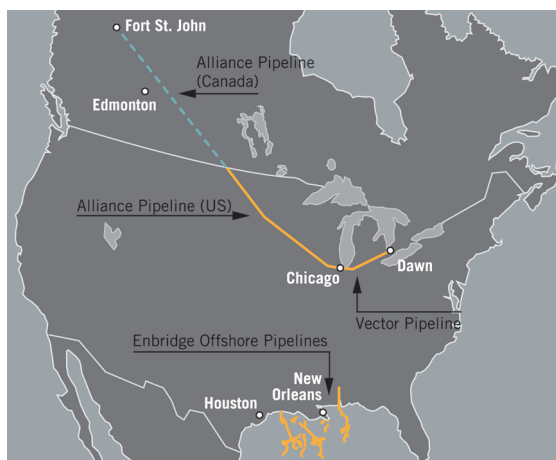 Fort St. John
Alliance Pipeline
(Canada)
Edmonton
Alliance Pipeline (US)
Dawn
Chicago
Vector Pipeline
Enbridge Offshore Pipelines
New
Orleans
Houston